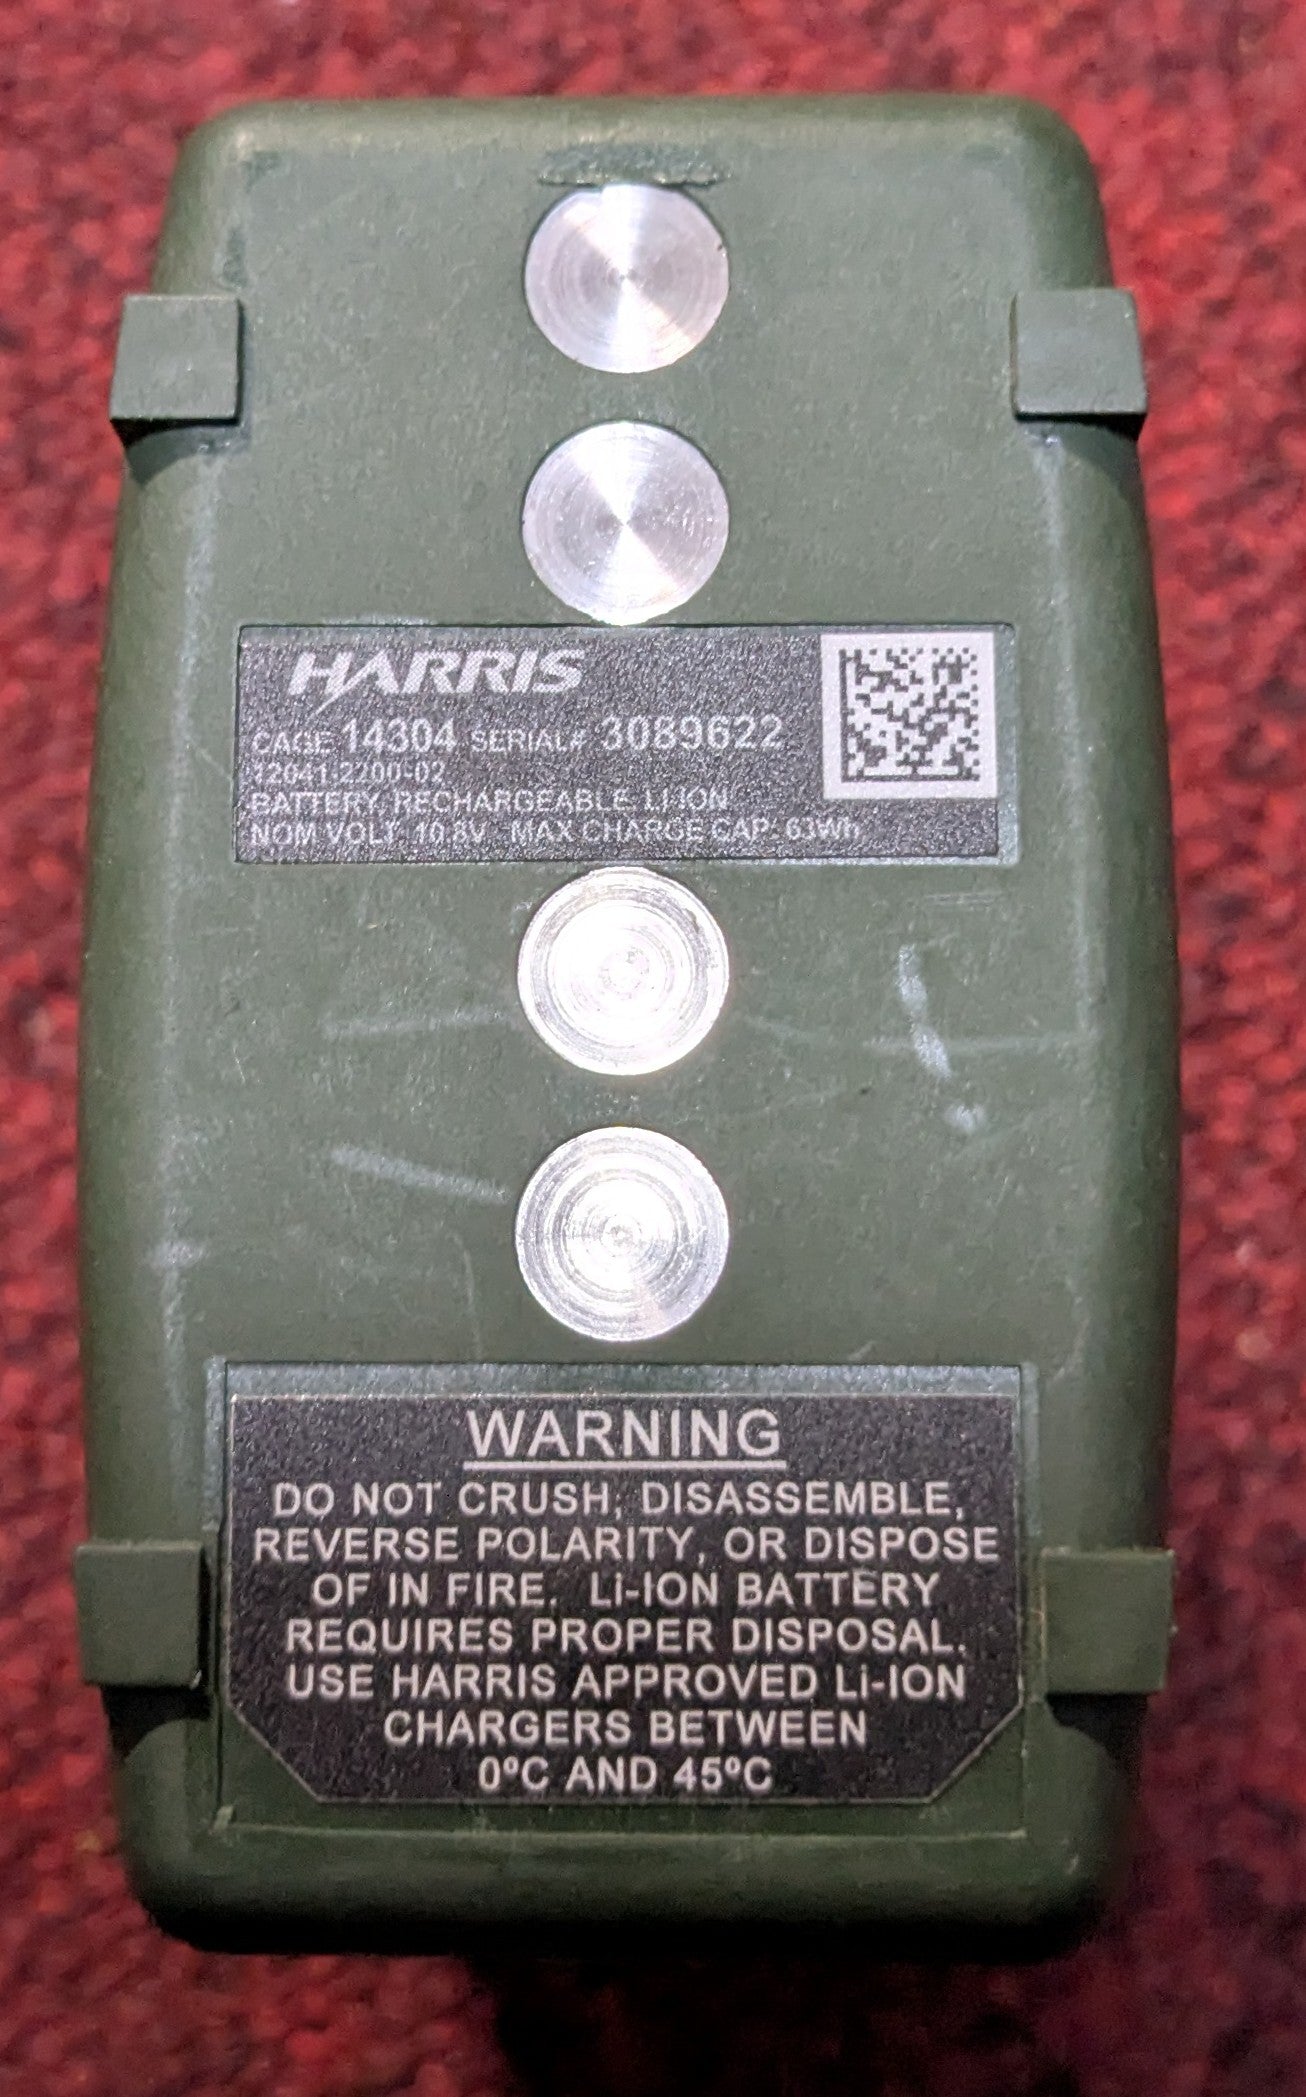 HARRIS
CAGE 14304 SERIAL# 3089622
12041-2200-02
BATTERY, RECHARGEABLE, LI-ION
NOM VOLT: 10.8V MAX CHARGE CAP: 63Wh
WARNING
DO NOT CRUSH, DISASSEMBLE,
REVERSE POLARITY, OR DISPOSE
OF IN FIRE. Li-ION BATTERY
REQUIRES PROPER DISPOSAL.
USE HARRIS APPROVED Li-ION
CHARGERS BETWEEN
0ºC AND 45ºC